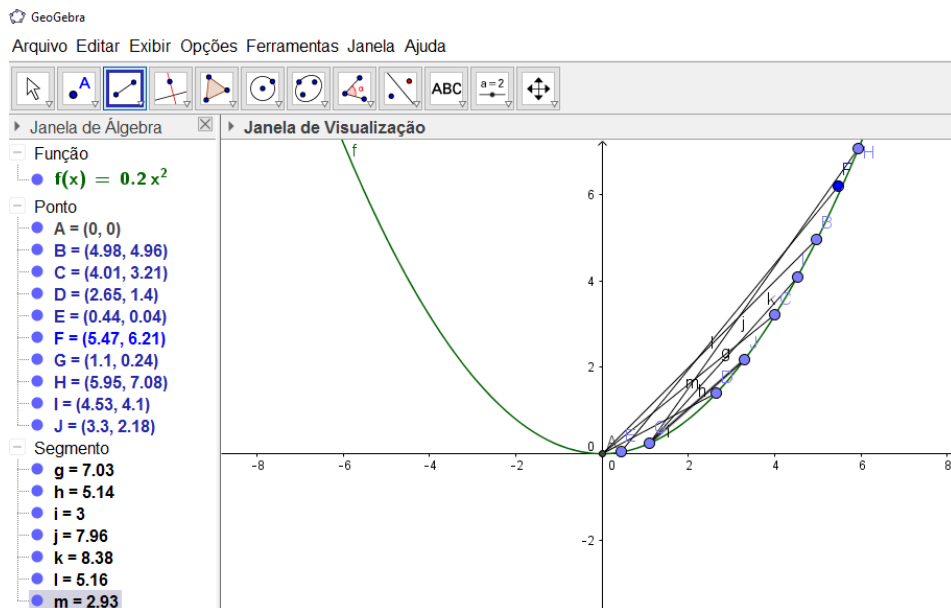 GeoGebra
Arquivo Editar Exibir Opções Ferramentas Janela Ajuda
A
ABC
a = 2
Janela de Álgebra
Janela de Visualização
Função
f(x) = 0.2 x²
Ponto
A = (0, 0)
B = (4.98, 4.96)
C = (4.01, 3.21)
D = (2.65, 1.4)
E = (0.44, 0.04)
F = (5.47, 6.21)
G = (1.1, 0.24)
H = (5.95, 7.08)
I = (4.53, 4.1)
J = (3.3, 2.18)
Segmento
g = 7.03
h = 5.14
i = 3
j = 7.96
k = 8.38
l = 5.16
m = 2.93
f
H
F
B
I
6
k
C
4
j
l
J
g
2
m
h
D
G
i
A
E
0
-8
-6
-4
-2
0
2
4
6
8
-2